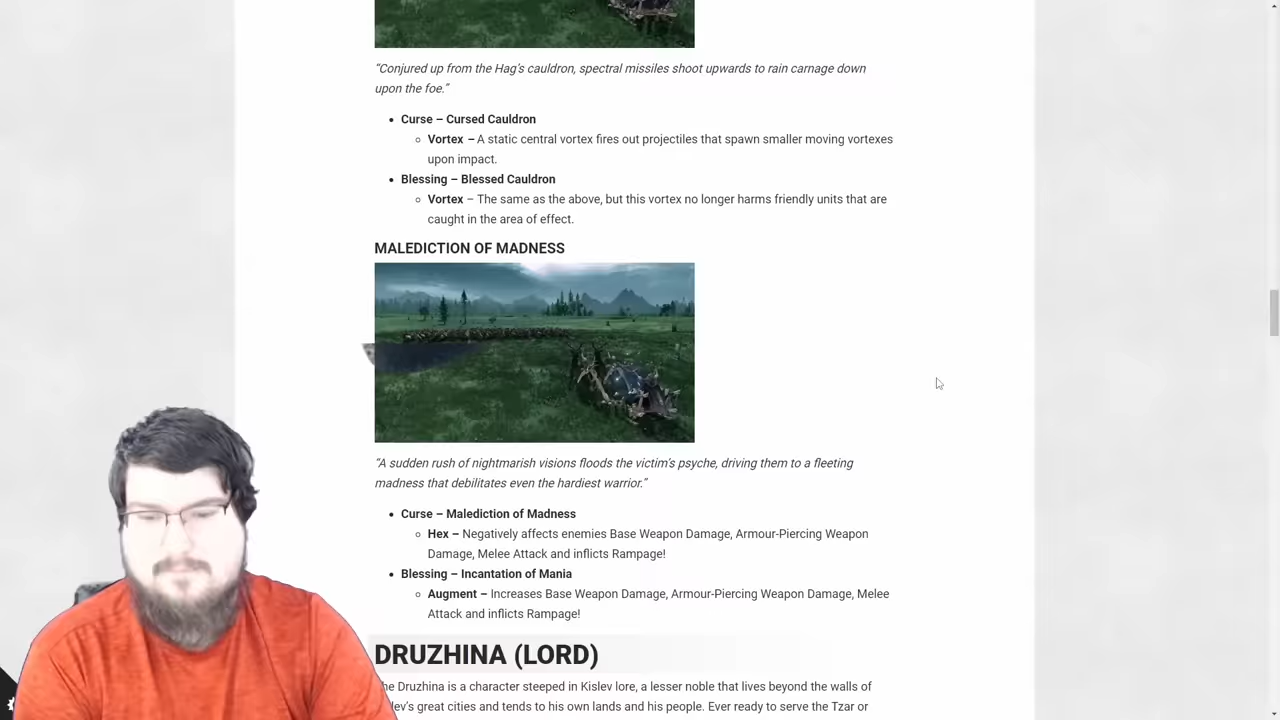 “Conjured up from the Hag’s cauldron, spectral missiles shoot upwards to rain carnage down
upon the foe.”
• Curse – Cursed Cauldron
○ Vortex – A static central vortex fires out projectiles that spawn smaller moving vortexes
upon impact.
• Blessing – Blessed Cauldron
○ Vortex – The same as the above, but this vortex no longer harms friendly units that are
caught in the area of effect.
MALEDICTION OF MADNESS
“A sudden rush of nightmarish visions floods the victim’s psyche, driving them to a fleeting
madness that debilitates even the hardiest warrior.”
• Curse – Malediction of Madness
○ Hex – Negatively affects enemies Base Weapon Damage, Armour-Piercing Weapon
Damage, Melee Attack and inflicts Rampage!
• Blessing – Incantation of Mania
○ Augment – Increases Base Weapon Damage, Armour-Piercing Weapon Damage, Melee
Attack and inflicts Rampage!
DRUZHINA (LORD)
he Druzhina is a character steeped in Kislev lore, a lesser noble that lives beyond the walls of
lev’s great cities and tends to his own lands and his people. Ever ready to serve the Tzar or